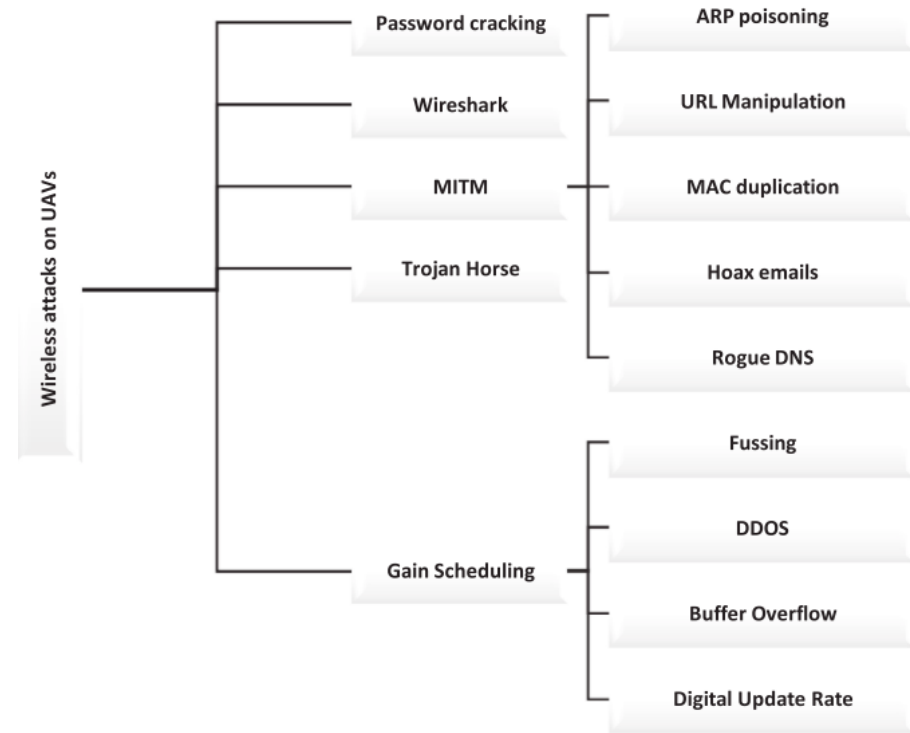 Wireless attacks on UAVs
Password cracking
Wireshark
MITM
Trojan Horse
Gain Scheduling
ARP poisoning
URL Manipulation
MAC duplication
Hoax emails
Rogue DNS
Fussing
DDOS
Buffer Overflow
Digital Update Rate